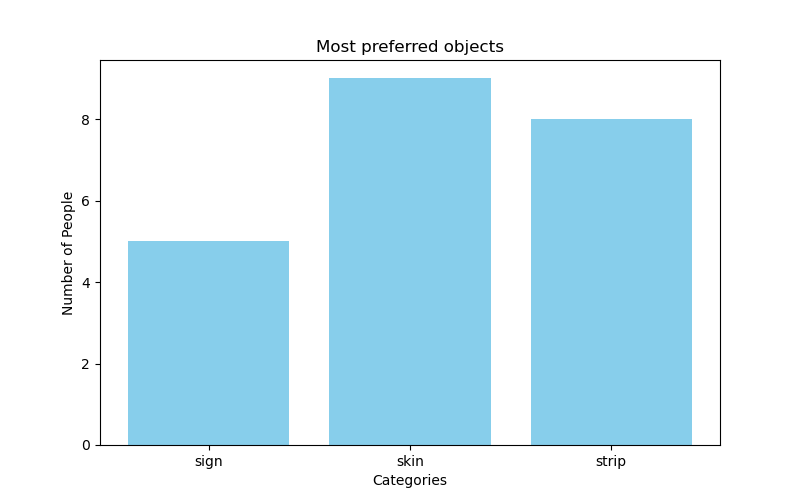 Most preferred objects
Number of People
8
6
4
2
0
sign skin strip
Categories